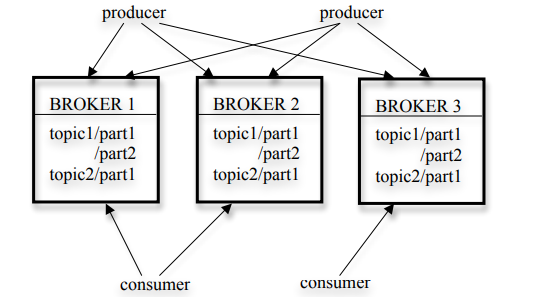 producer producer
BROKER 1
topic1/part1
/part2
topic2/part1
BROKER 2
topic1/part1
/part2
topic2/part1
BROKER 3
topic1/part1
/part2
topic2/part1
consumer consumer